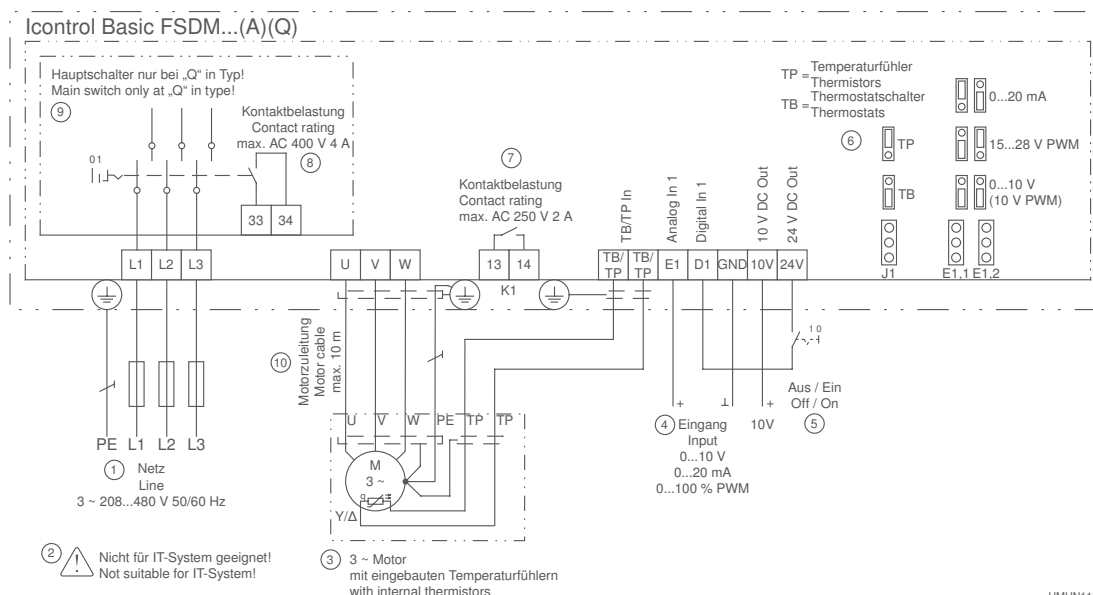 Icontrol Basic FSDM...(A)(Q)
Hauptschalter nur bei „Q“ in Typ!
Main switch only at „Q“ in type!
9
Kontaktbelastung
Contact rating
max. AC 400 V 4 A
8
0 1
33 34
7
Kontaktbelastung
Contact rating
max. AC 250 V 2 A
TB/TP In
Analog In 1
Digital In 1
10 V DC Out
24 V DC Out
TP = Temperaturfühler
Thermistors
TB = Thermostatschalter
Thermostats
6
TP
TB
J1
0...20 mA
15...28 V PWM
0...10 V
(10 V PWM)
E1,1 E1,2
L1 L2 L3
U V W
13 14
K1
TB/TP TB/TP E1 D1 GND 10V 24V
10
Motorzuleitung
Motor cable
max. 10 m
1 0
Aus / Ein
Off / On
5
PE L1 L2 L3
1 Netz
Line
3 ~ 208...480 V 50/60 Hz
U V W PE TP TP
M
3 ~
Y/Δ
+ ⊥ +
4 Eingang 10V
Input
0...10 V
0...20 mA
0...100 % PWM
2 Nicht für IT-System geeignet!
Not suitable for IT-System!
3 3 ~ Motor
mit eingebauten Temperaturfühlern
with internal thermistors